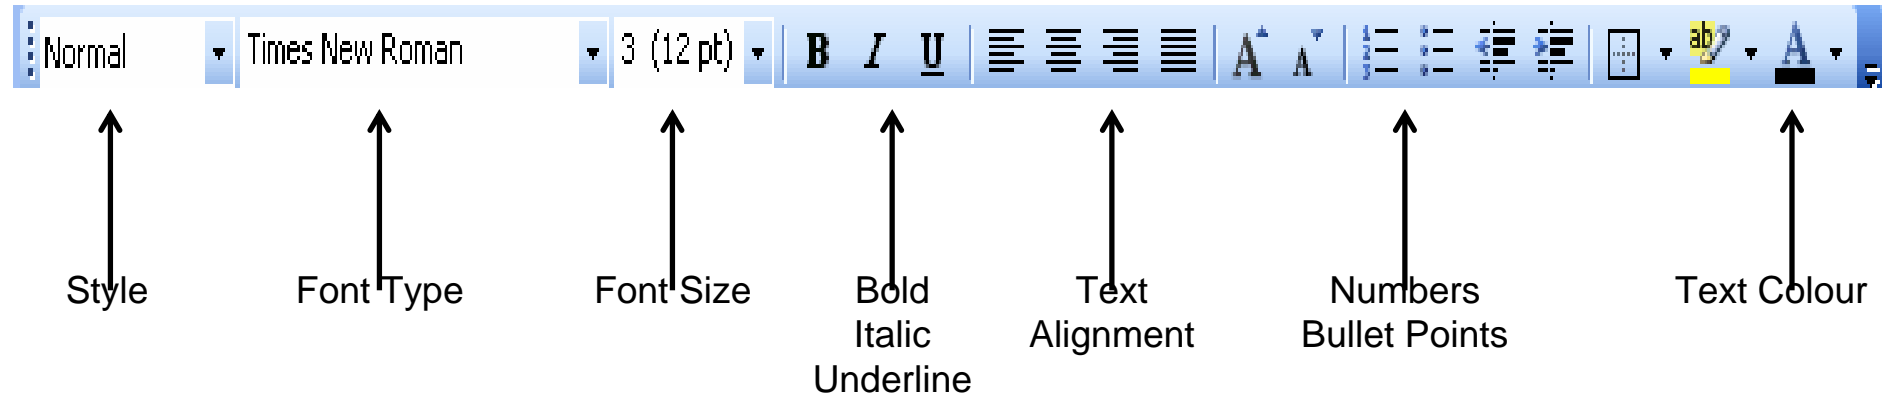 Normal Times New Roman 3 (12 pt) B I U A A ab A
Style Font Type Font Size Bold Text Numbers Text Colour
Italic Alignment Bullet Points
Underline